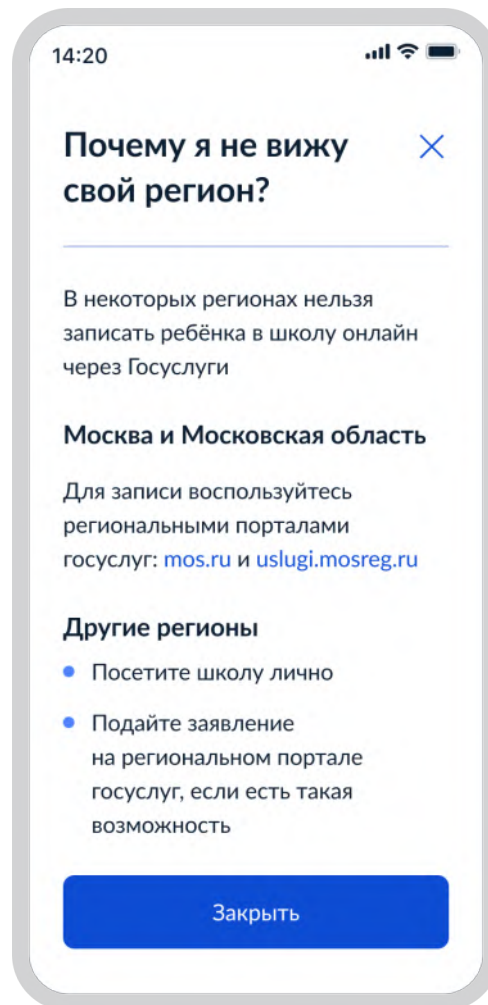 14:20
Почему я не вижу
свой регион?
В некоторых регионах нельзя
записать ребёнка в школу онлайн
через Госуслуги
Москва и Московская область
Для записи воспользуйтесь
региональными порталами
госуслуг: mos.ru и uslugi.mosreg.ru
Другие регионы
Посетите школу лично
Подайте заявление
на региональном портале
госуслуг, если есть такая
возможность
Закрыть